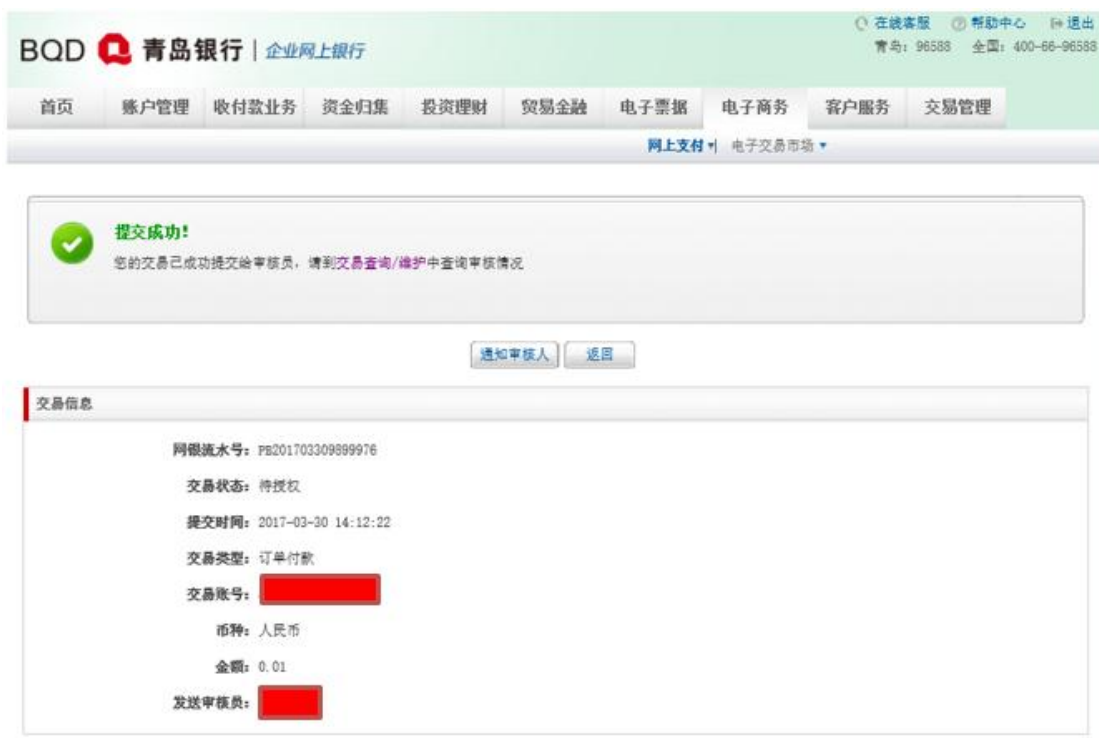 在线客服 帮助中心 退出
BQD 青岛银行 | 企业网上银行
青岛：96588 全国：400-66-96588
首页 账户管理 收付款业务 资金归集 投资理财 贸易金融 电子票据 电子商务 客户服务 交易管理
网上支付 电子交易市场
提交成功！
您的交易已成功提交给审核员，请到交易查询/维护中查询审核情况
通知审核人 返回
交易信息
网银流水号：PB201703309899976
交易状态：待授权
提交时间：2017-03-30 14:12:22
交易类型：订单付款
交易账号：
币种：人民币
金额：0.01
发送审核员：